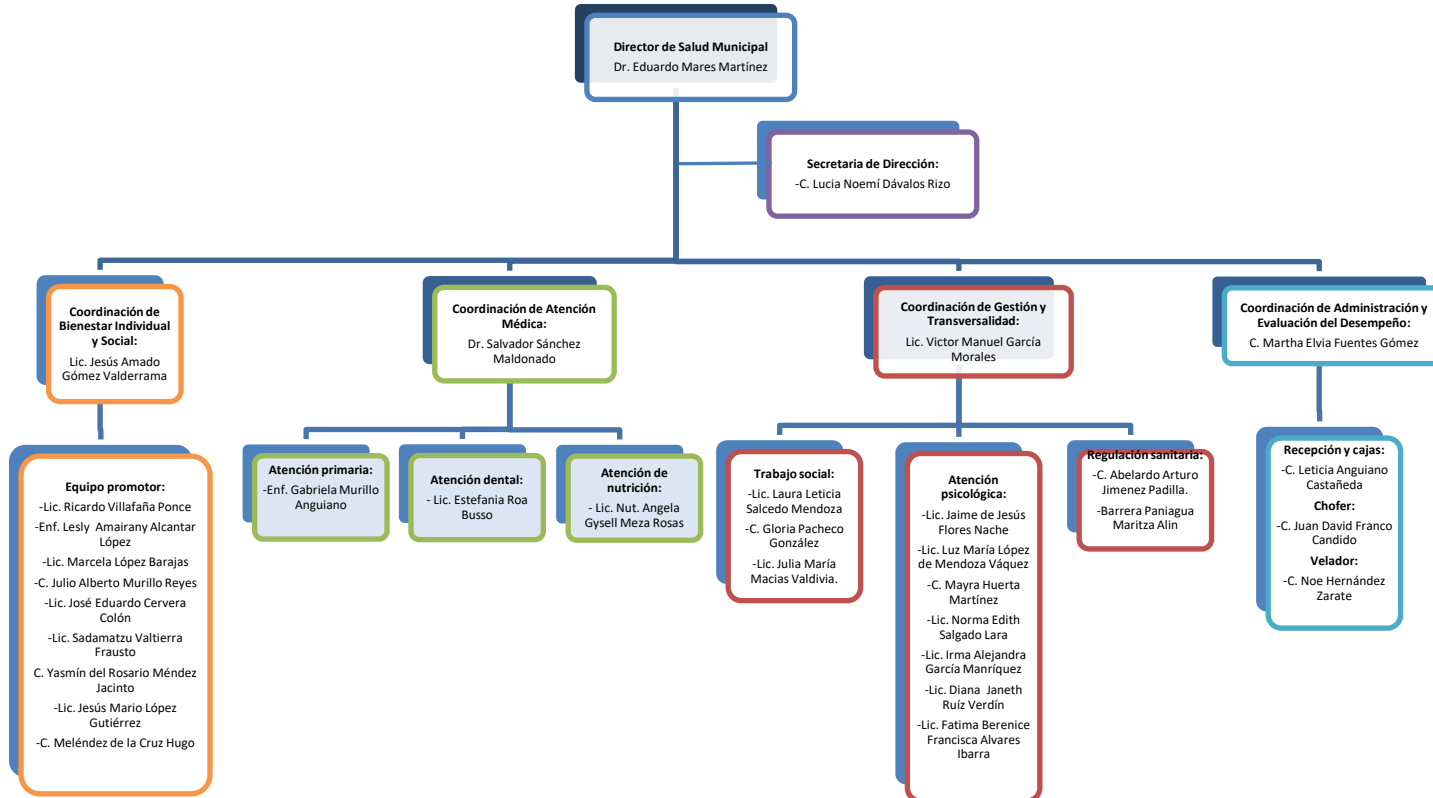 Director de Salud Municipal
Dr. Eduardo Mares Martínez
Secretaria de Dirección:
-C. Lucia Noemí Dávalos Rizo
Coordinación de
Bienestar Individual
y Social:
Lic. Jesús Amado
Gómez Valderrama
Coordinación de Atención
Médica:
Dr. Salvador Sánchez
Maldonado
Coordinación de Gestión y
Transversalidad:
Lic. Victor Manuel García
Morales
Coordinación de Administración y
Evaluación del Desempeño:
C. Martha Elvia Fuentes Gómez
Equipo promotor:
-Lic. Ricardo Villafaña Ponce
-Enf. Lesly Amairany Alcantar
López
-Lic. Marcela López Barajas
-C. Julio Alberto Murillo Reyes
-Lic. José Eduardo Cervera
Colón
-Lic. Sadamatzu Valtierra
Frausto
C. Yasmín del Rosario Méndez
Jacinto
-Lic. Jesús Mario López
Gutiérrez
-C. Meléndez de la Cruz Hugo
Atención primaria:
-Enf. Gabriela Murillo
Anguiano
Atención dental:
- Lic. Estefania Roa
Busso
Atención de
nutrición:
- Lic. Nut. Angela
Gysell Meza Rosas
Trabajo social:
-Lic. Laura Leticia
Salcedo Mendoza
-C. Gloria Pacheco
González
-Lic. Julia María
Macias Valdivia.
Atención
psicológica:
-Lic. Jaime de Jesús
Flores Nache
-Lic. Luz María López
de Mendoza Váquez
-C. Mayra Huerta
Martínez
-Lic. Norma Edith
Salgado Lara
-Lic. Irma Alejandra
García Manríquez
-Lic. Diana Janeth
Ruíz Verdín
-Lic. Fatima Berenice
Francisca Alvares
Ibarra
Regulación sanitaria:
-C. Abelardo Arturo
Jimenez Padilla.
-Barrera Paniagua
Maritza Alin
Recepción y cajas:
-C. Leticia Anguiano
Castañeda
Chofer:
-C. Juan David Franco
Candido
Velador:
-C. Noe Hernández
Zarate